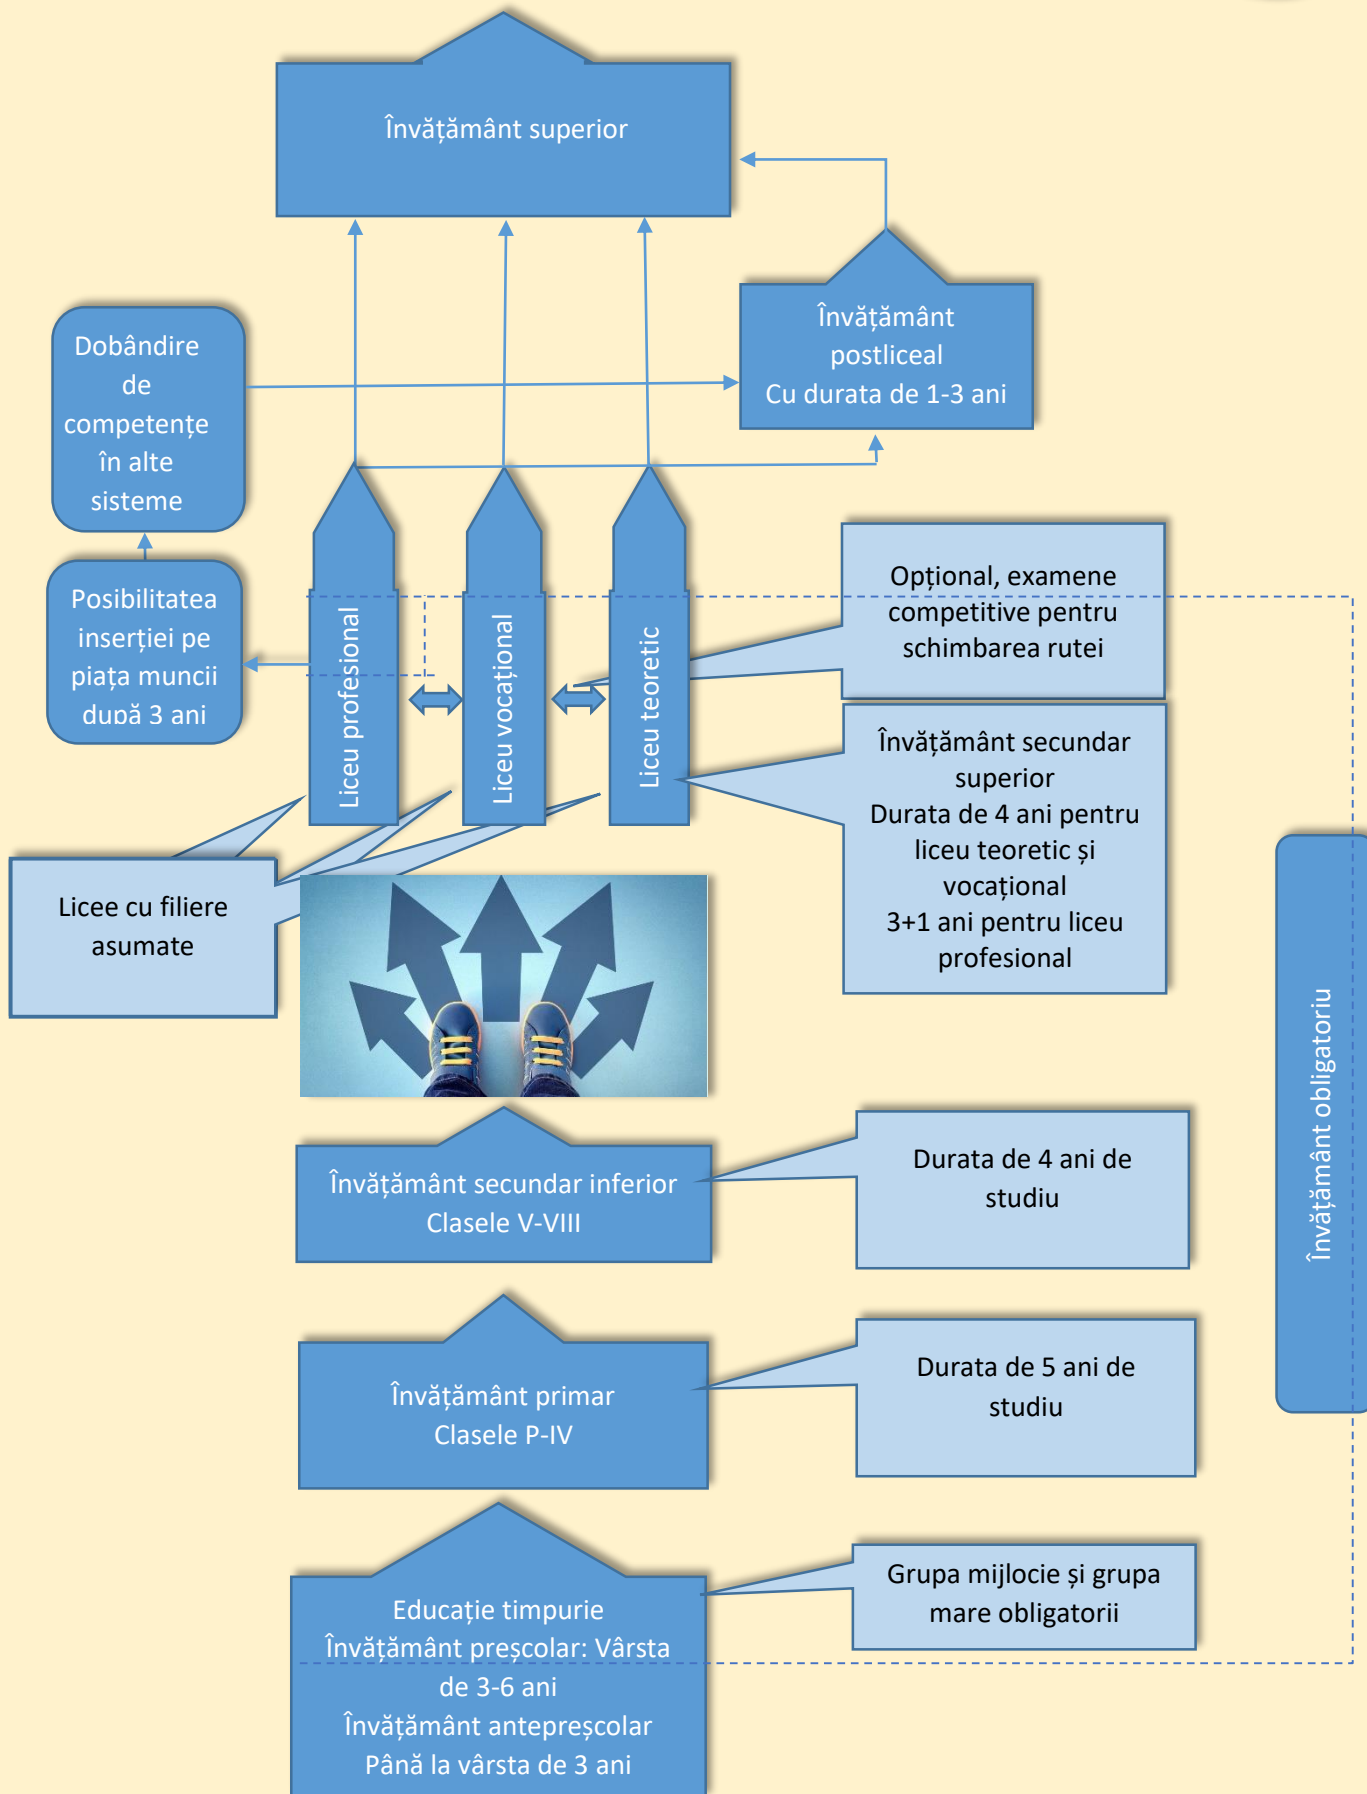 Învățământ superior
Învățământ
postliceal
Cu durata de 1-3 ani
Dobândire
de
competențe
în alte
sisteme
Posibilitatea
inserției pe
piața muncii
după 3 ani
Liceu profesional
Liceu vocațional
Liceu teoretic
Opțional, examene
competitive pentru
schimbarea rutei
Învățământ secundar
superior
Durata de 4 ani pentru
liceu teoretic și
vocațional
3+1 ani pentru liceu
profesional
Licee cu filiere
asumate
Învățământ obligatoriu
Învățământ secundar inferior
Clasele V-VIII
Durata de 4 ani de
studiu
Învățământ primar
Clasele P-IV
Durata de 5 ani de
studiu
Educație timpurie
Învățământ preșcolar: Vârsta
de 3-6 ani
Învățământ antepreșcolar
Până la vârsta de 3 ani
Grupa mijlocie și grupa
mare obligatorii